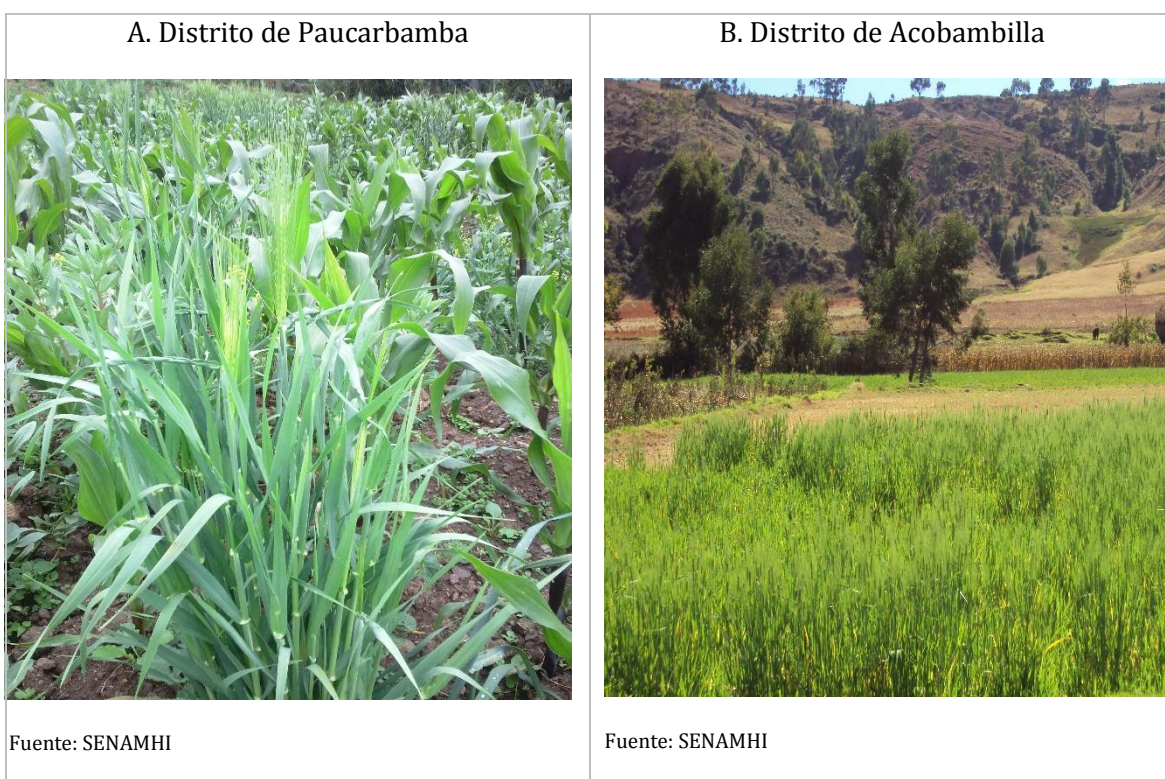 A. Distrito de Paucarbamba
B. Distrito de Acobambilla
Fuente: SENAMHI
Fuente: SENAMHI